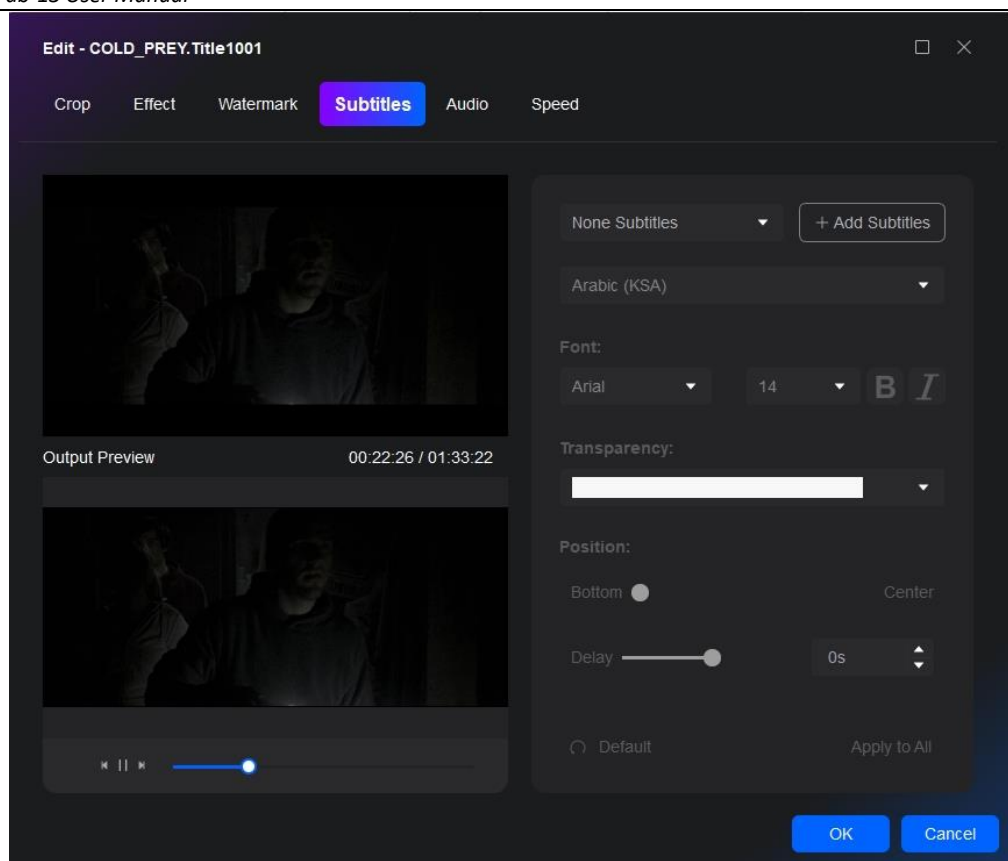 User Manual
Edit - COLD_PREY.Title1001
Crop Effect Watermark Subtitles Audio Speed
None Subtitles + Add Subtitles
Arabic (KSA)
Font:
Arial 14 B I
Output Preview 00:22:26 / 01:33:22
Transparency:
Position:
Bottom Center
Delay 0s
Default Apply to All
OK Cancel